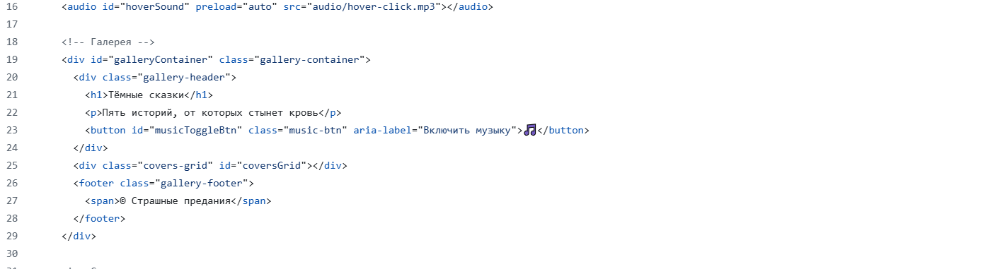 16 <audio id="hoverSound" preload="auto" src="audio/hover-click.mp3"></audio>
17
18 <!-- Галерея -->
19 <div id="galleryContainer" class="gallery-container">
20 <div class="gallery-header">
21 <h1>Тёмные сказки</h1>
22 <p>Пять историй, от которых стынет кровь</p>
23 <button id="musicToggleBtn" class="music-btn" aria-label="Включить музыку">🎵</button>
24 </div>
25 <div class="covers-grid" id="coversGrid"></div>
26 <footer class="gallery-footer">
27 <span>© Страшные предания</span>
28 </footer>
29 </div>
30